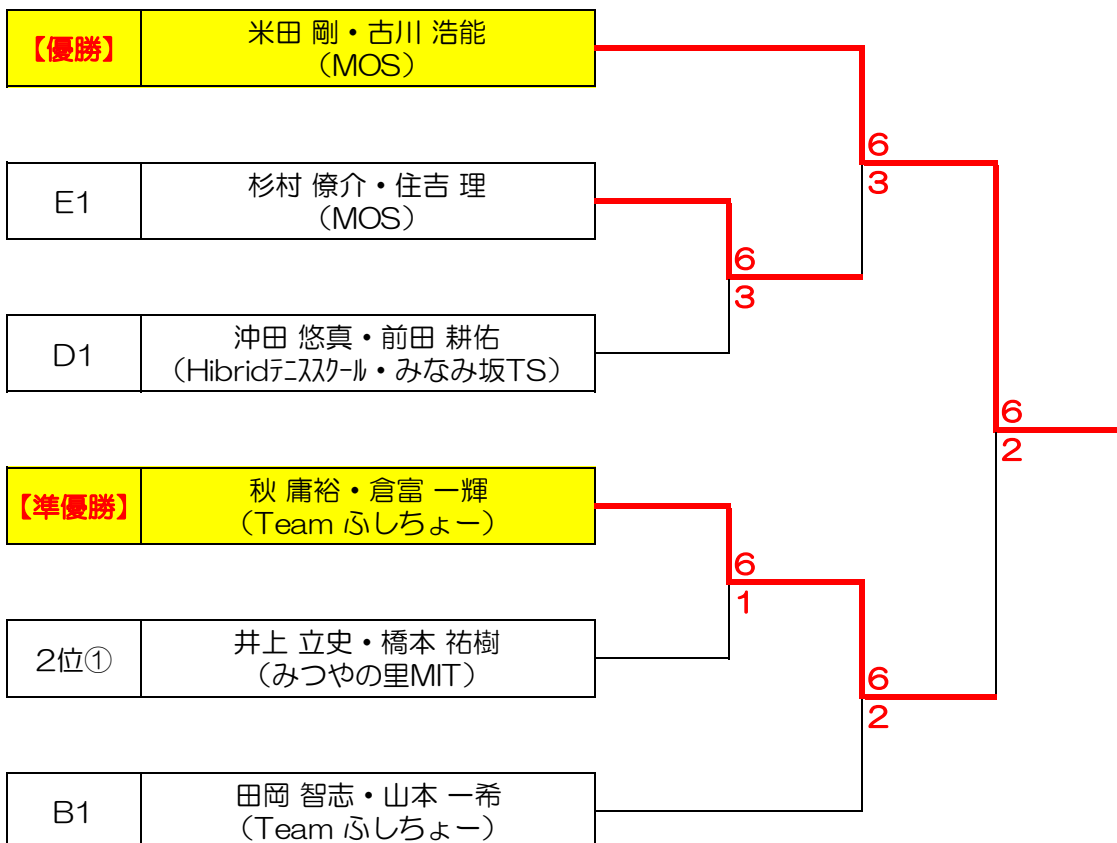 【優勝】
米田 剛・古川 浩能
（MOS）
6
3
E1
杉村 僚介・住吉 理
（MOS）
6
3
D1
沖田 悠真・前田 耕佑
（Hibridﾃﾆｽｽｸｰﾙ・みなみ坂TS）
6
2
【準優勝】
秋 庸裕・倉富 一輝
（Team ふしちょー）
6
1
2位①
井上 立史・橋本 祐樹
（みつやの里MIT）
6
2
B1
田岡 智志・山本 一希
（Team ふしちょー）